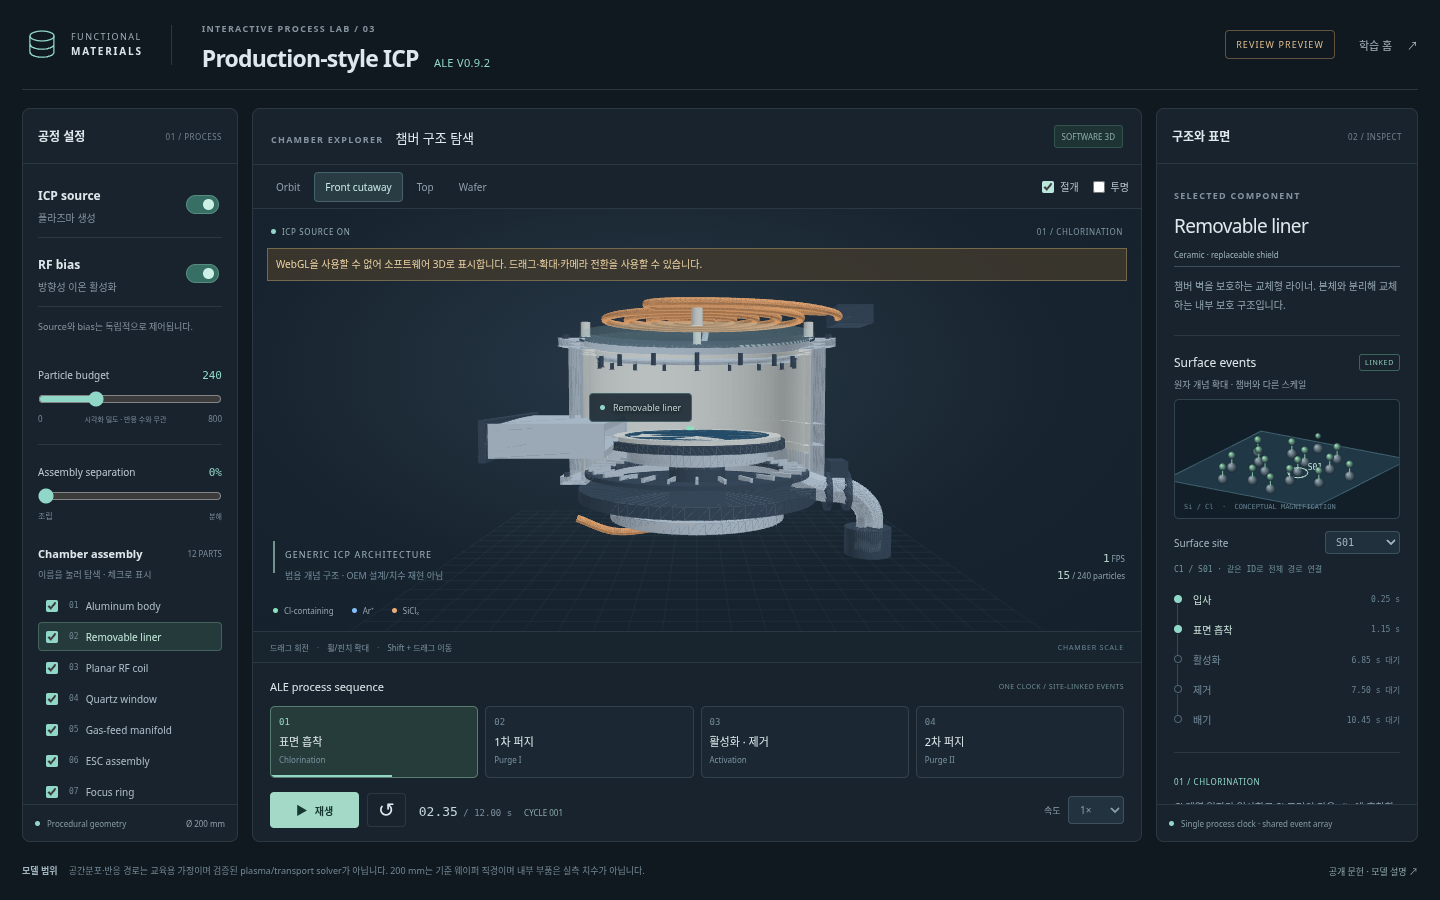 FUNCTIONAL
MATERIALS
INTERACTIVE PROCESS LAB / 03
Production-style ICP ALE V0.9.2
REVIEW PREVIEW
학습 홈 ↗
공정 설정 01 / PROCESS
ICP source
플라즈마 생성
RF bias
방향성 이온 활성화
Source와 bias는 독립적으로 제어됩니다.
Particle budget 240
0 시각화 밀도 · 반응 수와 무관 800
Assembly separation 0%
조립 분해
Chamber assembly 12 PARTS
이름을 눌러 탐색 · 체크로 표시
01 Aluminum body
02 Removable liner
03 Planar RF coil
04 Quartz window
05 Gas-feed manifold
06 ESC assembly
07 Focus ring
Procedural geometry Ø 200 mm
CHAMBER EXPLORER 챔버 구조 탐색
SOFTWARE 3D
Orbit Front cutaway Top Wafer
절개 투명
ICP SOURCE ON 01 / CHLORINATION
WebGL을 사용할 수 없어 소프트웨어 3D로 표시합니다. 드래그·확대·카메라 전환을 사용할 수 있습니다.
Removable liner
GENERIC ICP ARCHITECTURE
범용 개념 구조 · OEM 설계/치수 재현 아님
1 FPS
15 / 240 particles
Cl-containing Ar⁺ SiClₓ
드래그 회전 · 휠/핀치 확대 · Shift + 드래그 이동
CHAMBER SCALE
ALE process sequence
ONE CLOCK / SITE-LINKED EVENTS
01
표면 흡착
Chlorination
02
1차 퍼지
Purge I
03
활성화 · 제거
Activation
04
2차 퍼지
Purge II
▶ 재생 ↺ 02.35 / 12.00 s CYCLE 001
속도 1×
구조와 표면 02 / INSPECT
SELECTED COMPONENT
Removable liner
Ceramic · replaceable shield
챔버 벽을 보호하는 교체형 라이너. 본체와 분리해 교체
하는 내부 보호 구조입니다.
Surface events LINKED
원자 개념 확대 · 챔버와 다른 스케일
S01
Si / Cl · CONCEPTUAL MAGNIFICATION
Surface site S01
C1 / S01 · 같은 ID로 전체 경로 연결
입사 0.25 s
표면 흡착 1.15 s
활성화 6.85 s 대기
제거 7.50 s 대기
배기 10.45 s 대기
01 / CHLORINATION
Single process clock · shared event array
모델 범위 공간분포·반응 경로는 교육용 가정이며 검증된 plasma/transport solver가 아닙니다. 200 mm는 기준 웨이퍼 직경이며 내부 부품은 실측 치수가 아닙니다.
공개 문헌 · 모델 설명 ↗